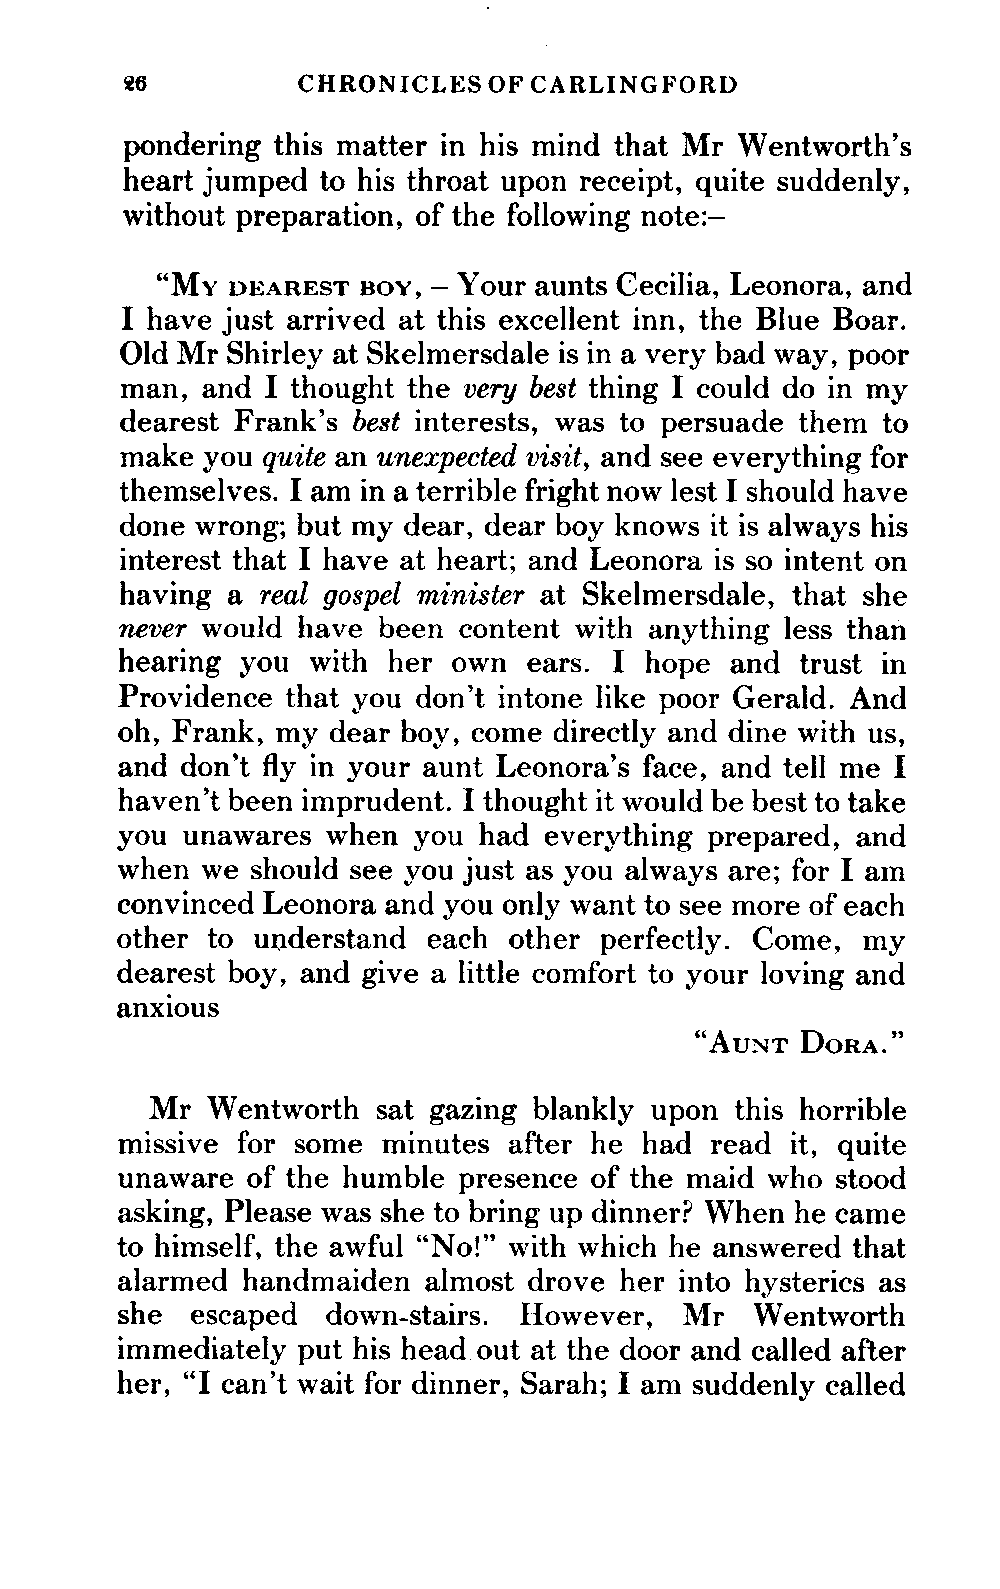 26 CHRONICLES OF CARLINGFORD
pondering this matter in his mind that Mr Wentworth's
heart jumped to his throat upon receipt, quite suddenly,
without preparation, of the following note:–
“MY DEAREST BOY, – Your aunts Cecilia, Leonora, and
I have just arrived at this excellent inn, the Blue Boar.
Old Mr Shirley at Skelmersdale is in a very bad way, poor
man, and I thought the very best thing I could do in my
dearest Frank's best interests, was to persuade them to
make you quite an unexpected visit, and see everything for
themselves. I am in a terrible fright now lest I should have
done wrong; but my dear, dear boy knows it is always his
interest that I have at heart; and Leonora is so intent on
having a real gospel minister at Skelmersdale, that she
never would have been content with anything less than
hearing you with her own ears. I hope and trust in
Providence that you don't intone like poor Gerald. And
oh, Frank, my dear boy, come directly and dine with us,
and don't fly in your aunt Leonora's face, and tell me I
haven't been imprudent. I thought it would be best to take
you unawares when you had everything prepared, and
when we should see you just as you always are; for I am
convinced Leonora and you only want to see more of each
other to understand each other perfectly. Come, my
dearest boy, and give a little comfort to your loving and
anxious
“AUNT DORA.”
Mr Wentworth sat gazing blankly upon this horrible
missive for some minutes after he had read it, quite
unaware of the humble presence of the maid who stood
asking, Please was she to bring up dinner? When he came
to himself, the awful “No!” with which he answered that
alarmed handmaiden almost drove her into hysterics as
she escaped down-stairs. However, Mr Wentworth
immediately put his head out at the door and called after
her, “I can't wait for dinner, Sarah; I am suddenly called